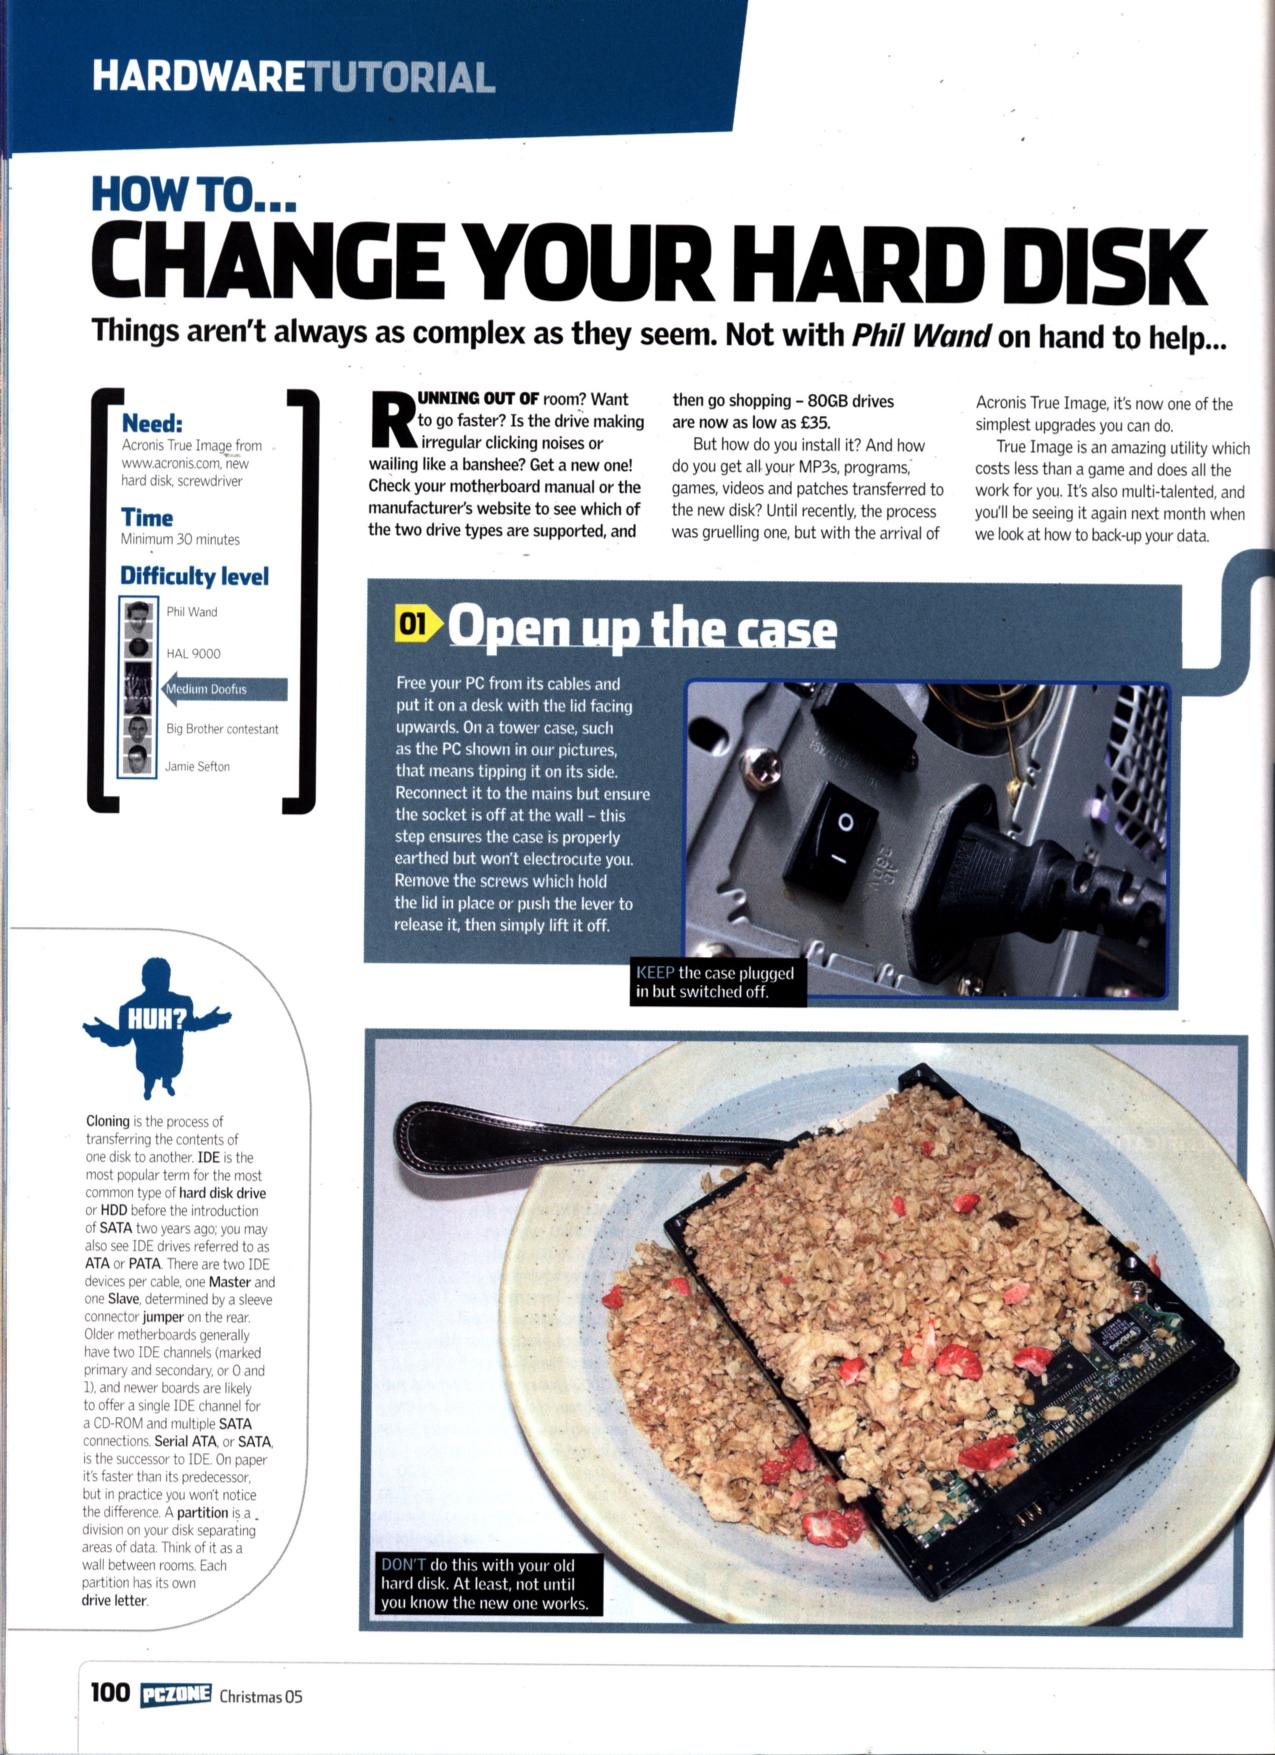 HARDWARETUTORIAL
HOW TO...
CHANGE YOUR HARD DISK
Things aren't always as complex as they seem. Not with Phil Wand on hand to help...
Need:
Acronis True Image from
www.acronis.com, new
hard disk, screwdriver
Time
Minimum 30 minutes
Difficulty level
Phil Wand
HAL 9000
Medium Doofus
Big Brother contestant
Jamie Sefton
RUNNING OUT OF room? Want
to go faster? Is the drive making
irregular clicking noises or
wailing like a banshee? Get a new one!
Check your motherboard manual or the
manufacturer's website to see which of
the two drive types are supported, and
then go shopping – 80GB drives
are now as low as £35.
But how do you install it? And how
do you get all your MP3s, programs,
games, videos and patches transferred to
the new disk? Until recently, the process
was gruelling one, but with the arrival of
Acronis True Image, it's now one of the
simplest upgrades you can do.
True Image is an amazing utility which
costs less than a game and does all the
work for you. It's also multi-talented, and
you'll be seeing it again next month when
we look at how to back-up your data.
01 Open up the case
Free your PC from its cables and
put it on a desk with the lid facing
upwards. On a tower case, such
as the PC shown in our pictures,
that means tipping it on its side.
Reconnect it to the mains but ensure
the socket is off at the wall – this
step ensures the case is properly
earthed but won't electrocute you.
Remove the screws which hold
the lid in place or push the lever to
release it, then simply lift it off.
KEEP the case plugged
in but switched off.
HUH?
Cloning is the process of
transferring the contents of
one disk to another. IDE is the
most popular term for the most
common type of hard disk drive
or HDD before the introduction
of SATA two years ago; you may
also see IDE drives referred to as
ATA or PATA. There are two IDE
devices per cable, one Master and
one Slave, determined by a sleeve
connector jumper on the rear.
Older motherboards generally
have two IDE channels (marked
primary and secondary, or 0 and
1), and newer boards are likely
to offer a single IDE channel for
a CD-ROM and multiple SATA
connections. Serial ATA, or SATA,
is the successor to IDE. On paper
it's faster than its predecessor,
but in practice you won't notice
the difference. A partition is a
division on your disk separating
areas of data. Think of it as a
wall between rooms. Each
partition has its own
drive letter.
DON'T do this with your old
hard disk. At least, not until
you know the new one works.
100 PCZONE Christmas 05